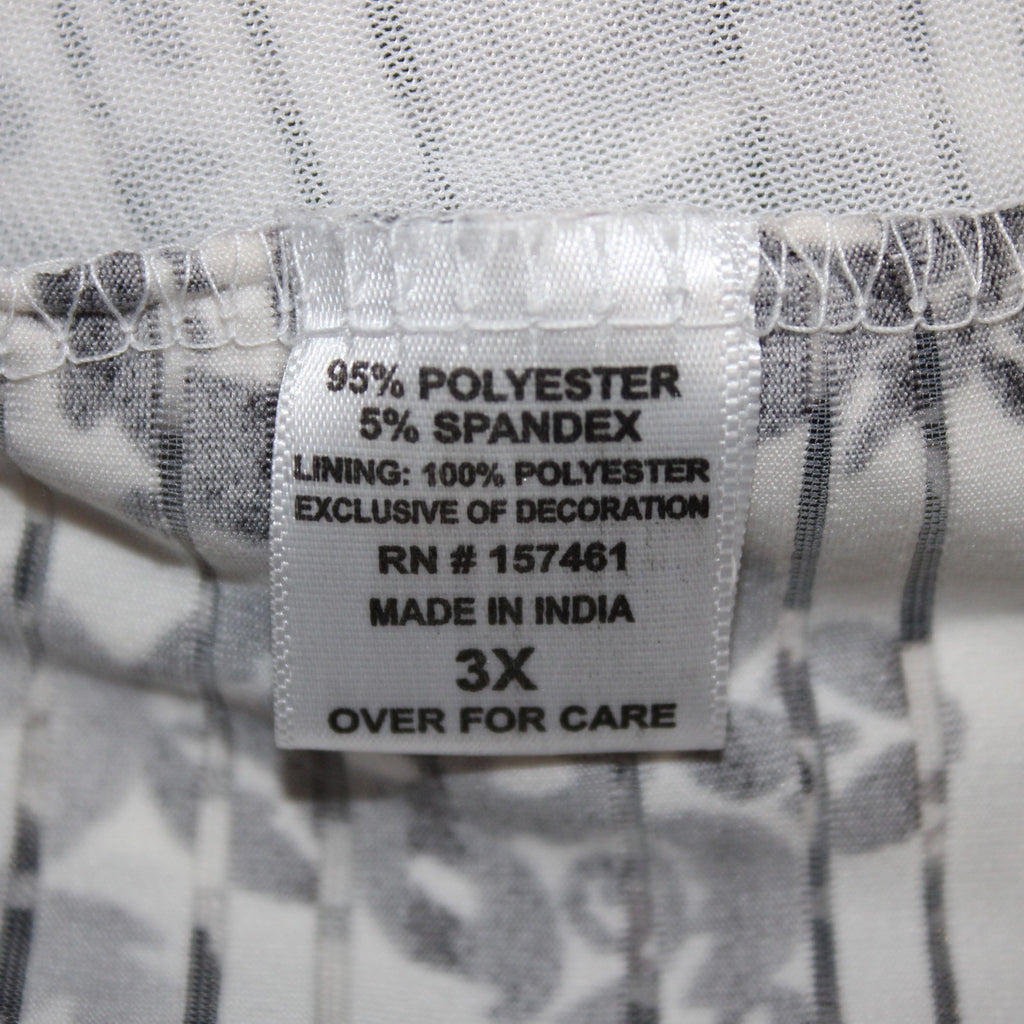 95% POLYESTER
5% SPANDEX
LINING: 100% POLYESTER
EXCLUSIVE OF DECORATION
RN # 157461
MADE IN INDIA
3X
OVER FOR CARE